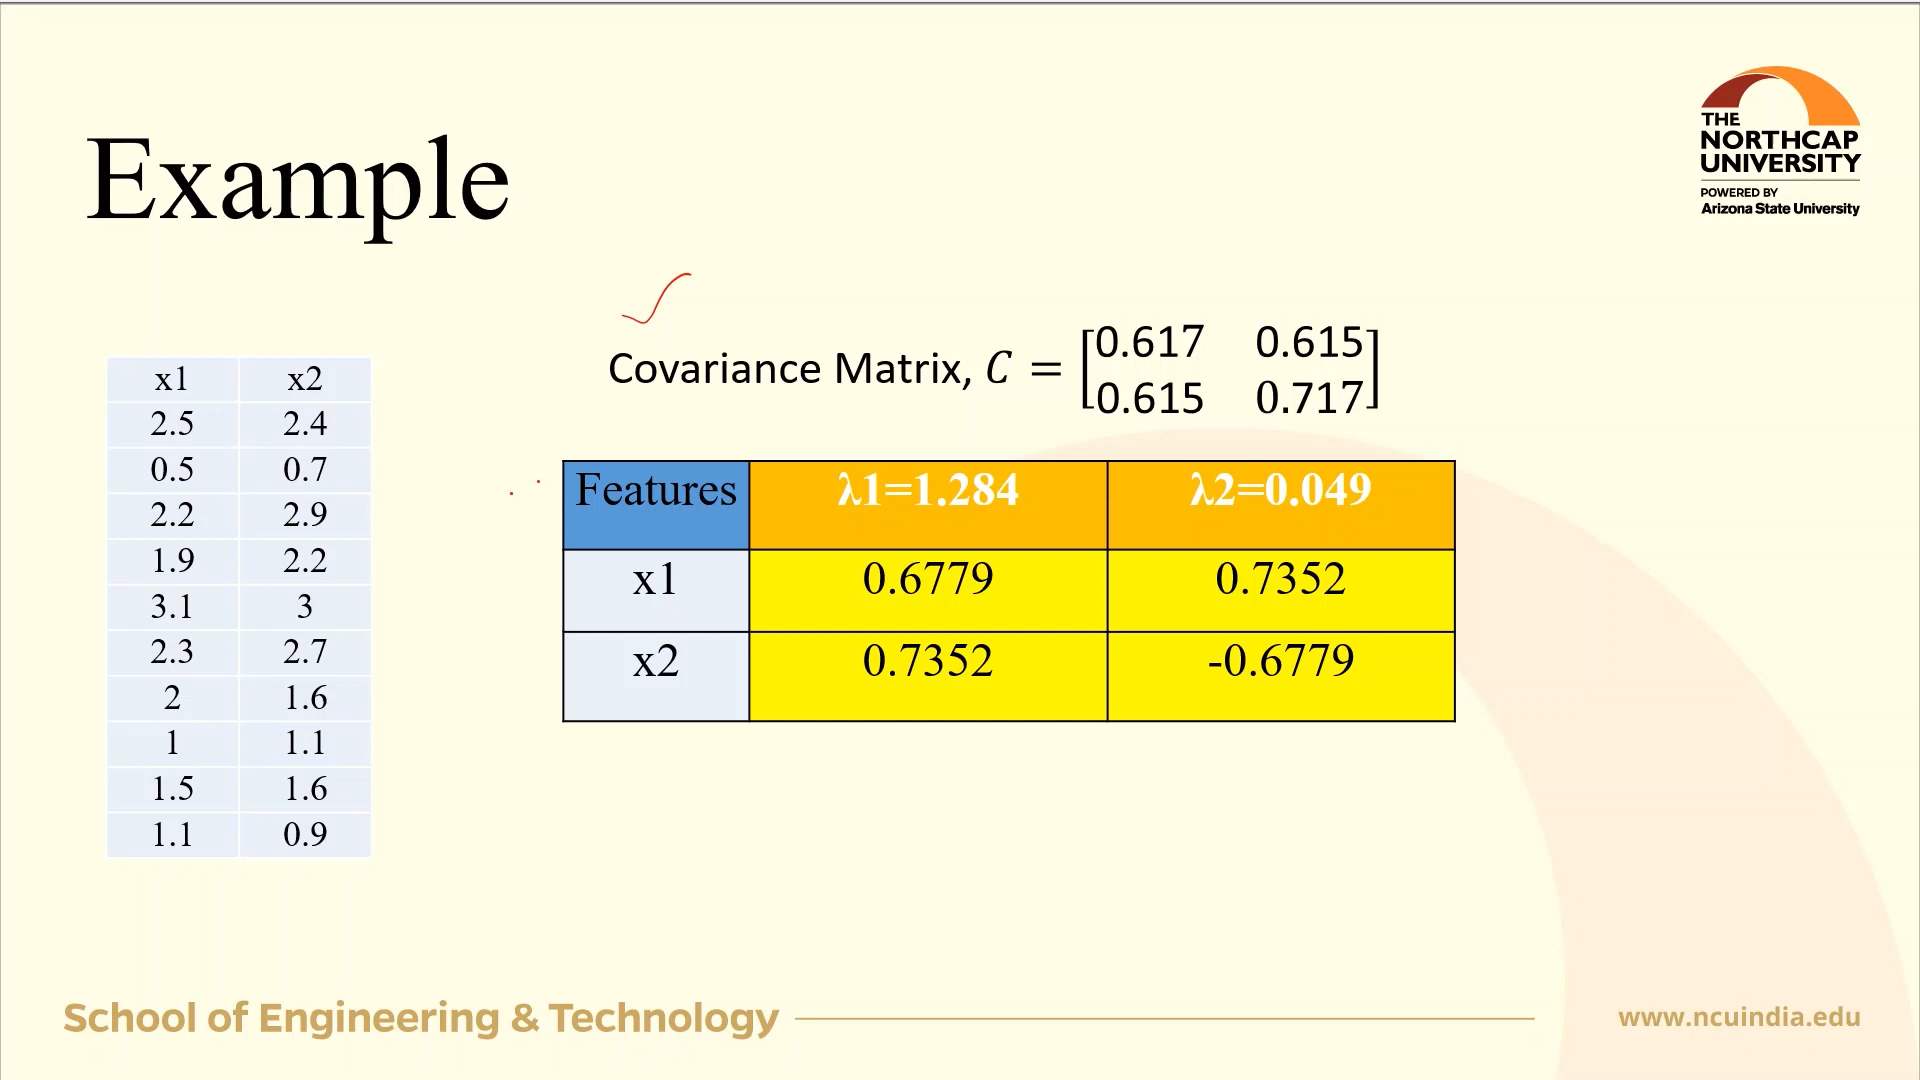 THE
NORTHCAP
UNIVERSITY
POWERED BY
Arizona State University
Example
x1 x2
2.5 2.4
0.5 0.7
2.2 2.9
1.9 2.2
3.1 3
2.3 2.7
2 1.6
1 1.1
1.5 1.6
1.1 0.9
Covariance Matrix, C = [0.617 0.615
0.615 0.717]
Features λ1=1.284 λ2=0.049
x1 0.6779 0.7352
x2 0.7352 -0.6779
School of Engineering & Technology
www.ncuindia.edu